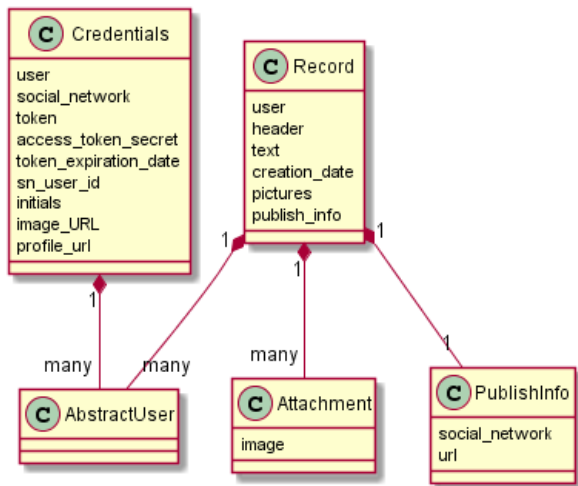 C Credentials
user
social_network
token
access_token_secret
token_expiration_date
sn_user_id
initials
image_URL
profile_url
C Record
user
header
text
creation_date
pictures
publish_info
1
1
1
1
many
many
many
1
C AbstractUser
C Attachment
image
C PublishInfo
social_network
url